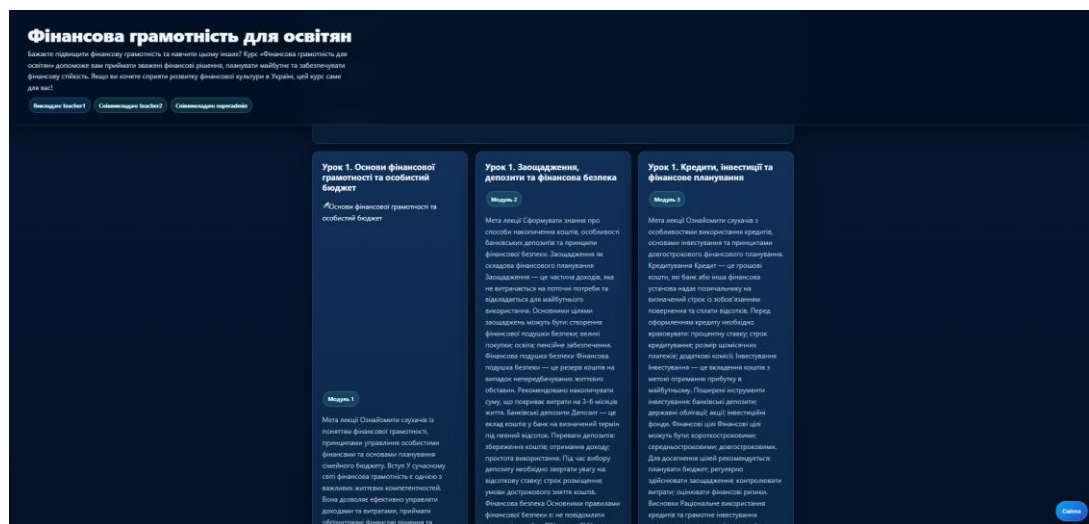 Фінансова грамотність для освітян
Бажаєте підвищити фінансову грамотність та навчити цьому інших? Курс «Фінансова грамотність для
освітян» допоможе вам приймати зважені фінансові рішення, планувати майбутнє та забезпечувати
фінансову стійкість. Якщо ви хочете сприяти розвитку фінансової культури в Україні, цей курс саме
для вас!
Викладач: teacher1
Співвикладач: teacher2
Співвикладач: superadmin
Урок 1. Основи фінансової
грамотності та особистий
бюджет
Основи фінансової грамотності та
особистий бюджет
Модуль 1
Мета лекції Ознайомити слухачів із
поняттям фінансової грамотності,
принципами управління особистими
фінансами та основами планування
сімейного бюджету. Вступ У сучасному
світі фінансова грамотність є однією з
важливих життєвих компетентностей.
Вона дозволяє ефективно управляти
доходами та витратами, приймати
обґрунтовані фінансові рішення та
Урок 1. Заощадження,
депозити та фінансова безпека
Модуль 2
Мета лекції Сформувати знання про
способи накопичення коштів, особливості
банківських депозитів та принципи
фінансової безпеки. Заощадження як
складова фінансового планування
Заощадження — це частина доходів, яка
не витрачається на поточні потреби та
відкладається для майбутнього
використання. Основними цілями
заощаджень можуть бути: створення
фінансової подушки безпеки; великі
покупки; освіта; пенсійне забезпечення.
Фінансова подушка безпеки Фінансова
подушка безпеки — це резерв коштів на
випадок непередбачуваних життєвих
обставин. Рекомендовано накопичувати
суму, що покриває витрати на 3–6 місяців
життя. Банківські депозити Депозит — це
вклад коштів у банк на визначений термін
під певний відсоток. Переваги депозитів:
збереження коштів; отримання доходу;
простота використання. Під час вибору
депозиту необхідно звертати увагу на:
відсоткову ставку; строк розміщення;
умови дострокового зняття коштів.
Фінансова безпека Основними правилами
фінансової безпеки є: не повідомляти
Урок 1. Кредити, інвестиції та
фінансове планування
Модуль 3
Мета лекції Ознайомити слухачів з
особливостями використання кредитів,
основами інвестування та принципами
довгострокового фінансового планування.
Кредитування Кредит — це грошові
кошти, які банк або інша фінансова
установа надає позичальнику на
визначений строк із зобов'язанням
повернення та сплати відсотків. Перед
оформленням кредиту необхідно
враховувати: процентну ставку; строк
кредитування; розмір щомісячних
платежів; додаткові комісії. Інвестування
Інвестування — це вкладення коштів з
метою отримання прибутку в
майбутньому. Поширені інструменти
інвестування: банківські депозити;
державні облігації; акції; інвестиційні
фонди. Фінансові цілі Фінансові цілі
можуть бути: короткостроковими;
середньостроковими; довгостроковими.
Для досягнення цілей рекомендується:
планувати бюджет; регулярно
здійснювати заощадження; контролювати
витрати; оцінювати фінансові ризики.
Висновки Раціональне використання
кредитів та грамотне інвестування
Світла